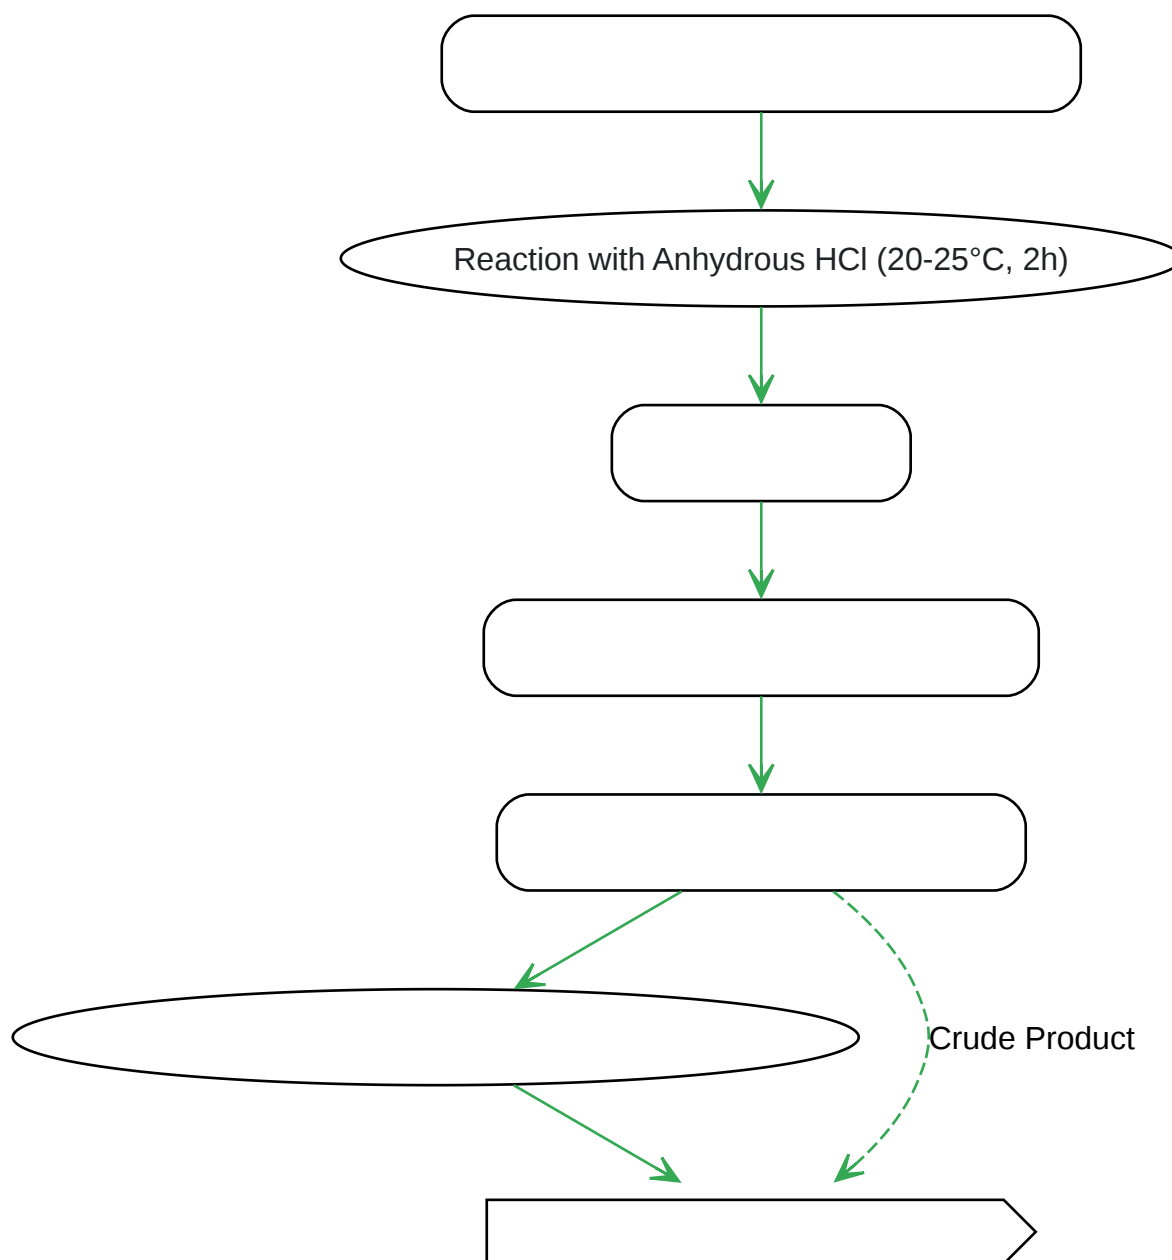 Reaction with Anhydrous HCl (20-25°C, 2h)
Crude Product